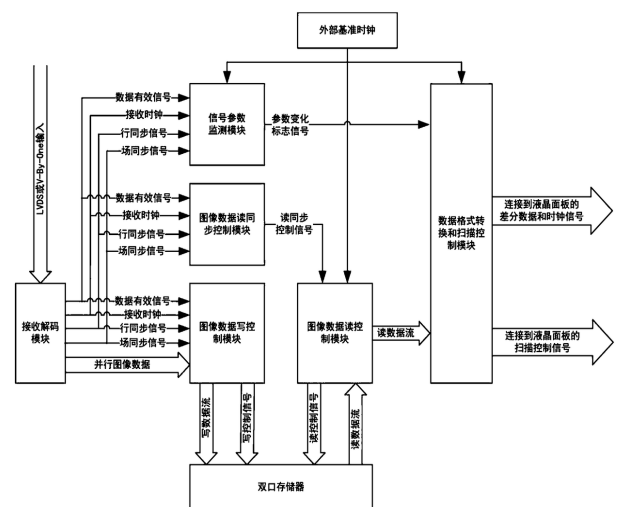 外部基准时钟
LVDS或V-By-One输入
数据有效信号
接收时钟
行同步信号
场同步信号
信号参数
监测模块
参数变化
标志信号
数据有效信号
接收时钟
行同步信号
场同步信号
图像数据读同
步控制模块
读同步
控制信号
数据格式转
换和扫描控
制模块
连接到液晶面板的
差分数据和时钟信号
接收解码
模块
数据有效信号
接收时钟
行同步信号
场同步信号
并行图像数据
图像数据写控
制模块
图像数据读控
制模块
读数据流
连接到液晶面板的
扫描控制信号
写数据流
写控制信号
读控制信号
读数据流
双口存储器